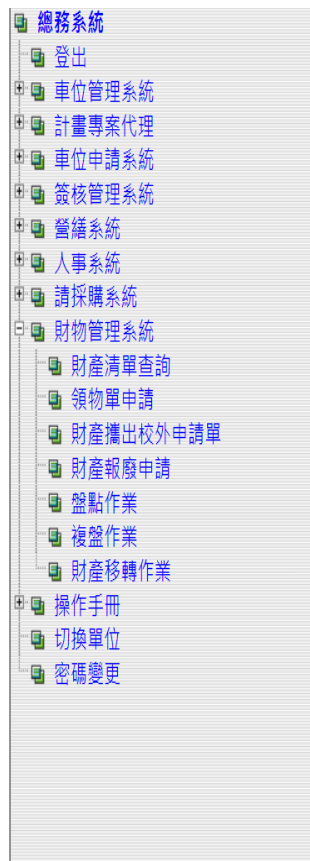 總務系統
登出
車位管理系統
計畫專案代理
車位申請系統
簽核管理系統
營繕系統
人事系統
請採購系統
財物管理系統
財產清單查詢
領物單申請
財產攜出校外申請單
財產報廢申請
盤點作業
複盤作業
財產移轉作業
操作手冊
切換單位
密碼變更